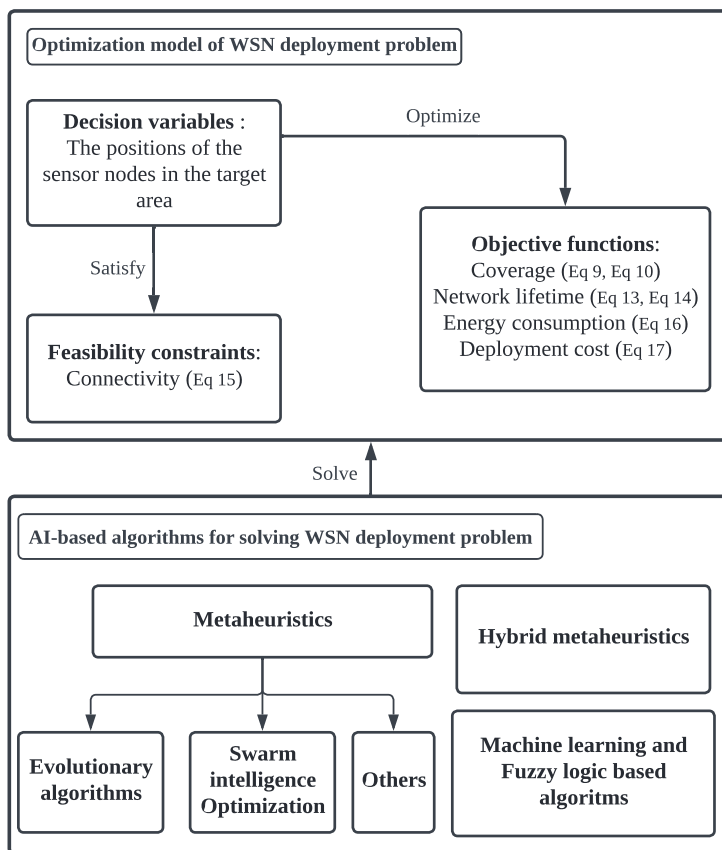 Optimization model of WSN deployment problem
Decision variables :
The positions of the
sensor nodes in the target
area
Optimize
Satisfy
Objective functions:
Coverage (Eq 9, Eq 10)
Network lifetime (Eq 13, Eq 14)
Energy consumption (Eq 16)
Deployment cost (Eq 17)
Feasibility constraints:
Connectivity (Eq 15)
Solve
AI-based algorithms for solving WSN deployment problem
Metaheuristics
Hybrid metaheuristics
Evolutionary
algorithms
Swarm
intelligence
Optimization
Others
Machine learning and
Fuzzy logic based
algoritms